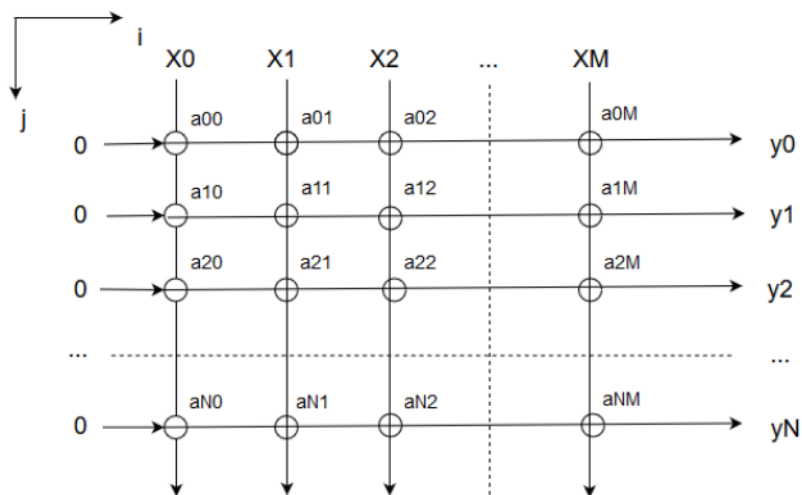 i
X0 X1 X2 ... XM
j
a00 a01 a02 a0M
0 y0
a10 a11 a12 a1M
0 y1
a20 a21 a22 a2M
0 y2
... ...
aN0 aN1 aN2 aNM
0 yN